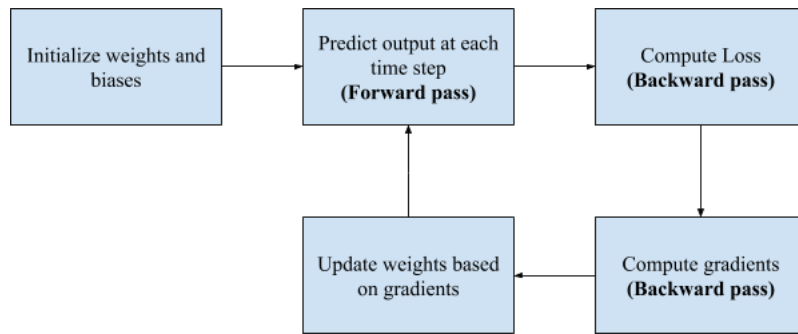 Initialize weights and
biases
Predict output at each
time step
(Forward pass)
Compute Loss
(Backward pass)
Compute gradients
(Backward pass)
Update weights based
on gradients